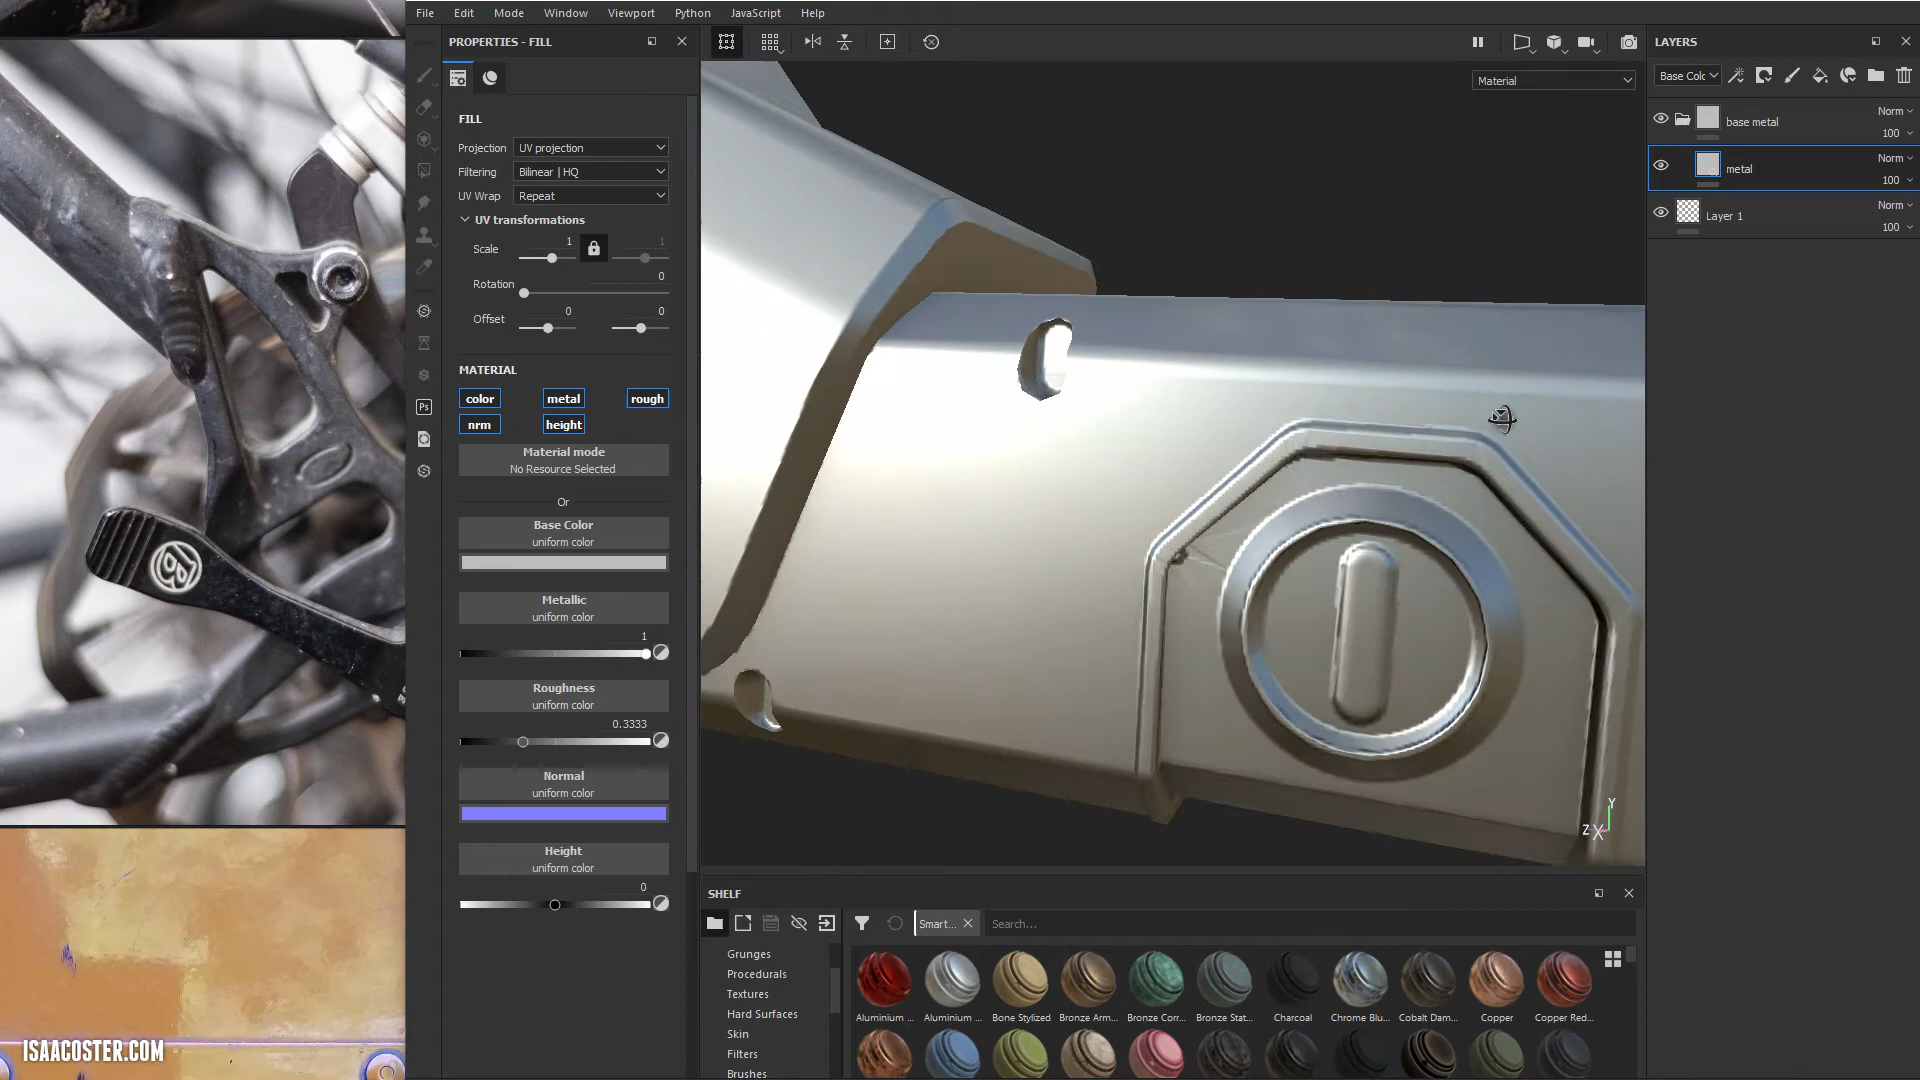 File Edit Mode Window Viewport Python JavaScript Help
PROPERTIES - FILL
FILL
Projection UV projection
Filtering Bilinear | HQ
UV Wrap Repeat
UV transformations
Scale 1 1
Rotation 0
Offset 0 0
MATERIAL
color metal rough
nrm height
Material mode
No Resource Selected
Or
Base Color
uniform color
Metallic
uniform color
1
Roughness
uniform color
0.3333
Normal
uniform color
Height
uniform color
0
Ps
Material
Y
Z X
SHELF
Smart... Search...
Grunges
Procedurals
Textures
Hard Surfaces
Skin
Filters
Brushes
Aluminium ... Aluminium ... Bone Stylized Bronze Arm... Bronze Corr... Bronze Stat... Charcoal Chrome Blu... Cobalt Dam... Copper Copper Red...
LAYERS
Base Colc
base metal Norm 100
metal Norm 100
Layer 1 Norm 100
ISAACOSTER.COM